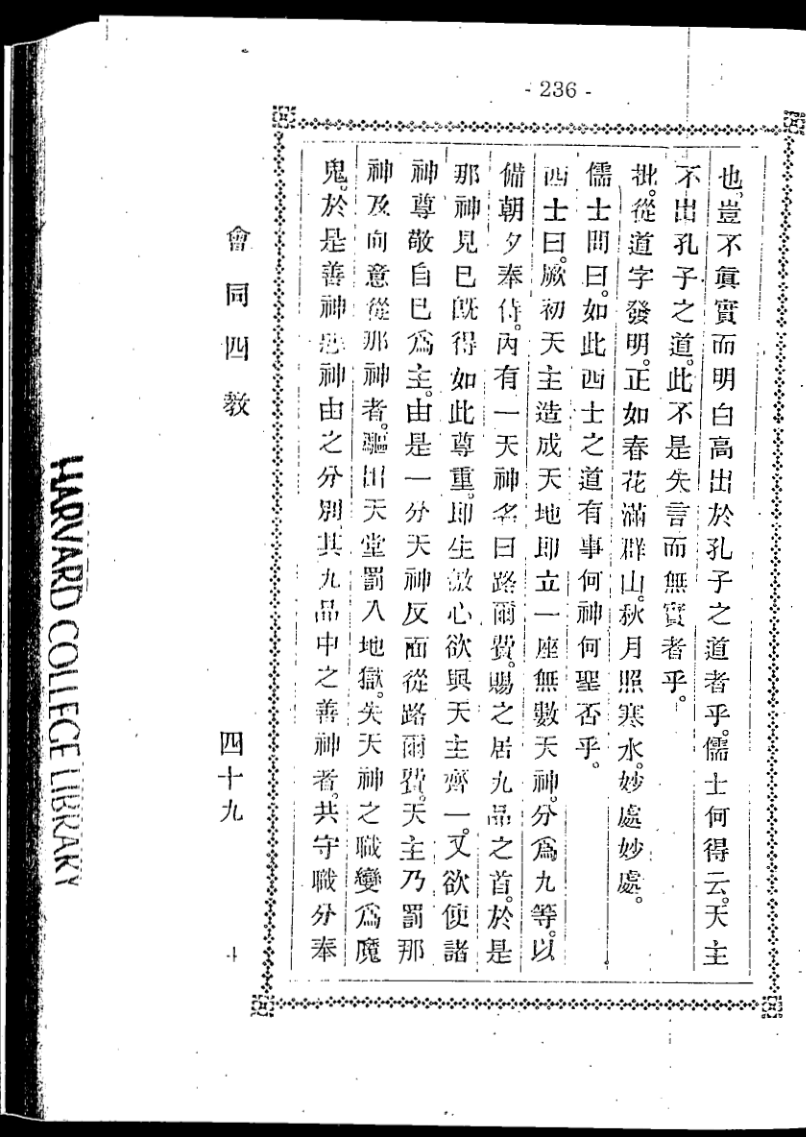 - 236 -
也。豈不眞實而明白高出於孔子之道者乎。儒士何得云。天主
不出孔子之道。此不是失言而無實者乎。
批。從道字發明。正如春花滿群山。秋月照寒水。妙處妙處。
儒士問曰。如此西士之道有事何神何聖否乎。
西士曰。厥初天主造成天地即立一座無數天神。分爲九等。以
備朝夕奉侍。內有一天神名曰路爾費。賜之居九品之首。於是
那神見已旣得如此尊重。即生傲心欲與天主齊一。又欲使諸
神尊敬自已爲主。由是一分天神反面從路爾費。天主乃罰那
神及向意從那神者。驅出天堂罰入地獄。失天神之職變爲魔
鬼。於是善神惡神由之分別其九品中之善神者。共守職分奉
會同四教
四十九
4
HARVARD COLLEGE LIBRARY